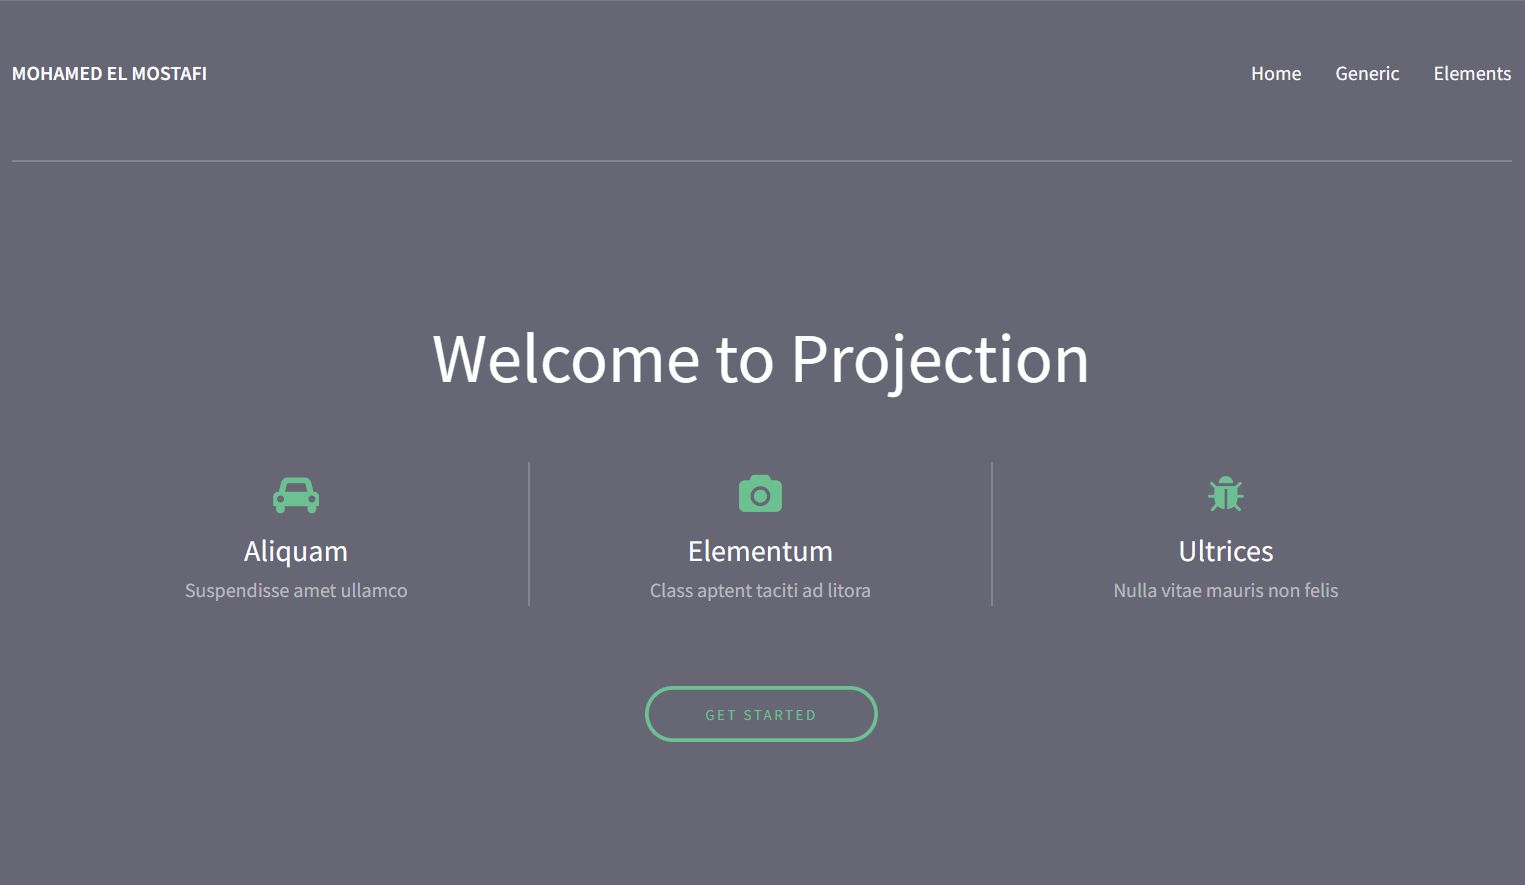 MOHAMED EL MOSTAFI
Home Generic Elements
Welcome to Projection
Aliquam
Suspendisse amet ullamco
Elementum
Class aptent taciti ad litora
Ultrices
Nulla vitae mauris non felis
GET STARTED